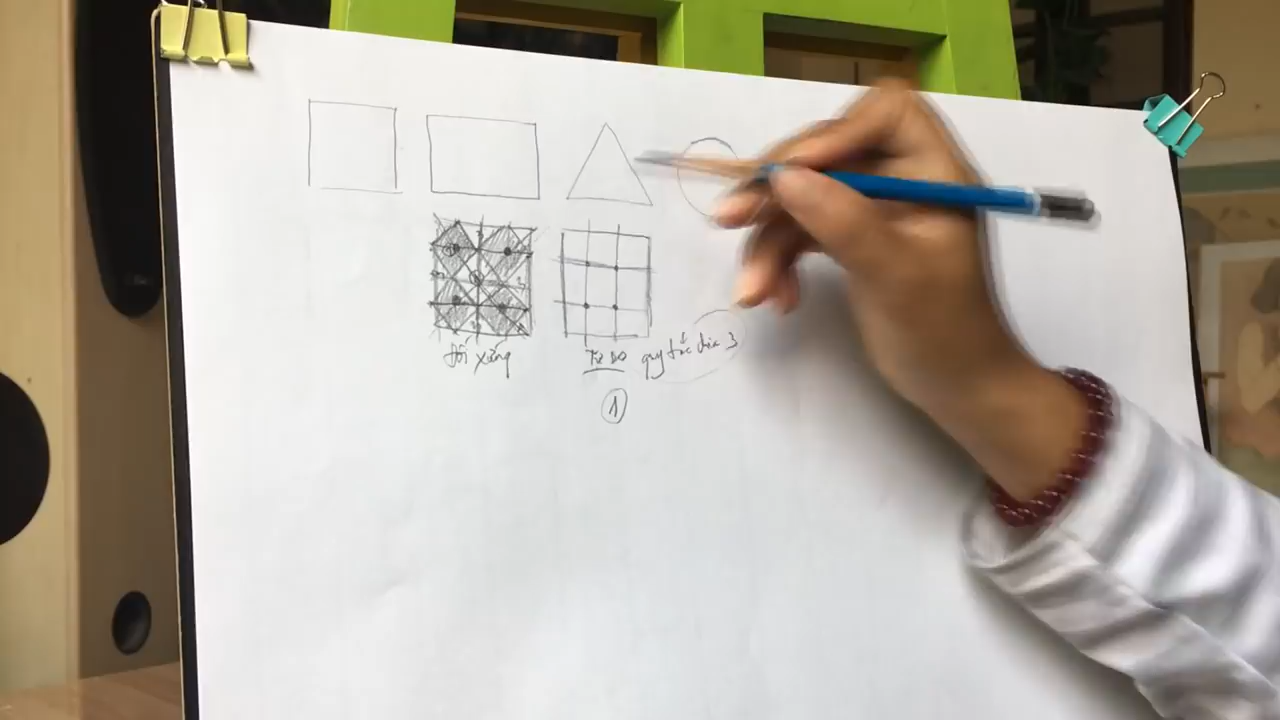 đối xứng
Tự do quy tắc chia 3
1